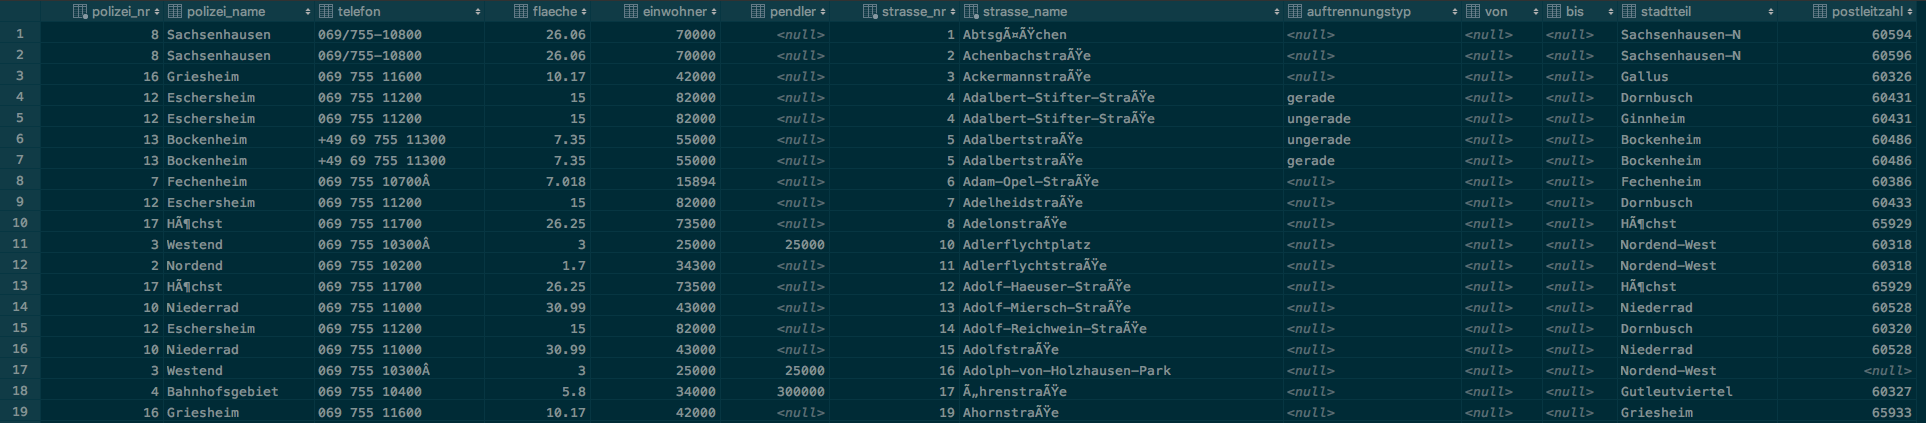 polizei_nr polizei_name telefon flaeche einwohner pendler strasse_nr strasse_name auftrennungstyp von bis stadtteil postleitzahl
1 8 Sachsenhausen 069/755-10800 26.06 70000 <null> 1 AbtsgÃ¤ÃŸchen <null> <null> <null> Sachsenhausen-N 60594
2 8 Sachsenhausen 069/755-10800 26.06 70000 <null> 2 AchenbachstraÃŸe <null> <null> <null> Sachsenhausen-N 60596
3 16 Griesheim 069 755 11600 10.17 42000 <null> 3 AckermannstraÃŸe <null> <null> <null> Gallus 60326
4 12 Eschersheim 069 755 11200 15 82000 <null> 4 Adalbert-Stifter-StraÃŸe gerade <null> <null> Dornbusch 60431
5 12 Eschersheim 069 755 11200 15 82000 <null> 4 Adalbert-Stifter-StraÃŸe ungerade <null> <null> Ginnheim 60431
6 13 Bockenheim +49 69 755 11300 7.35 55000 <null> 5 AdalbertstraÃŸe ungerade <null> <null> Bockenheim 60486
7 13 Bockenheim +49 69 755 11300 7.35 55000 <null> 5 AdalbertstraÃŸe gerade <null> <null> Bockenheim 60486
8 7 Fechenheim 069 755 10700Â 7.018 15894 <null> 6 Adam-Opel-StraÃŸe <null> <null> <null> Fechenheim 60386
9 12 Eschersheim 069 755 11200 15 82000 <null> 7 AdelheidstraÃŸe <null> <null> <null> Dornbusch 60433
10 17 HÃ¶chst 069 755 11700 26.25 73500 <null> 8 AdelonstraÃŸe <null> <null> <null> HÃ¶chst 65929
11 3 Westend 069 755 10300Â 3 25000 25000 10 Adlerflychtplatz <null> <null> <null> Nordend-West 60318
12 2 Nordend 069 755 10200 1.7 34300 <null> 11 AdlerflychtstraÃŸe <null> <null> <null> Nordend-West 60318
13 17 HÃ¶chst 069 755 11700 26.25 73500 <null> 12 Adolf-Haeuser-StraÃŸe <null> <null> <null> HÃ¶chst 65929
14 10 Niederrad 069 755 11000 30.99 43000 <null> 13 Adolf-Miersch-StraÃŸe <null> <null> <null> Niederrad 60528
15 12 Eschersheim 069 755 11200 15 82000 <null> 14 Adolf-Reichwein-StraÃŸe <null> <null> <null> Dornbusch 60320
16 10 Niederrad 069 755 11000 30.99 43000 <null> 15 AdolfstraÃŸe <null> <null> <null> Niederrad 60528
17 3 Westend 069 755 10300Â 3 25000 25000 16 Adolph-von-Holzhausen-Park <null> <null> <null> Nordend-West <null>
18 4 Bahnhofsgebiet 069 755 10400 5.8 34000 300000 17 Ã„hrenstraÃŸe <null> <null> <null> Gutleutviertel 60327
19 16 Griesheim 069 755 11600 10.17 42000 <null> 19 AhornstraÃŸe <null> <null> <null> Griesheim 65933